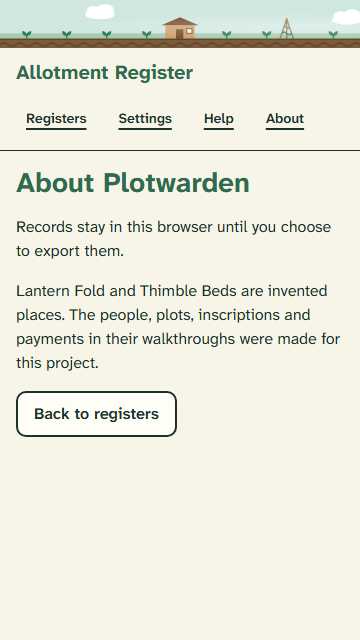 Allotment Register
Registers Settings Help About
About Plotwarden
Records stay in this browser until you choose
to export them.
Lantern Fold and Thimble Beds are invented
places. The people, plots, inscriptions and
payments in their walkthroughs were made for
this project.
Back to registers